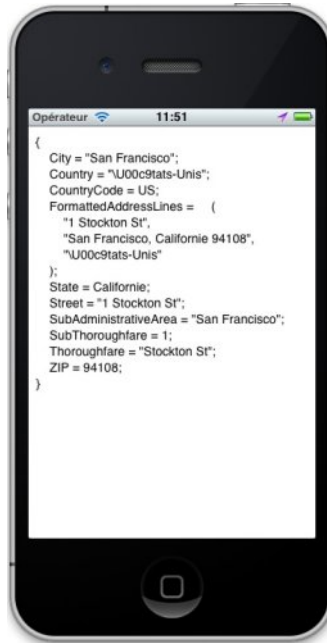 Opérateur 11:51
{
City = "San Francisco";
Country = "\U00c9tats-Unis";
CountryCode = US;
FormattedAddressLines = (
"1 Stockton St",
"San Francisco, Californie 94108",
"\U00c9tats-Unis"
);
State = Californie;
Street = "1 Stockton St";
SubAdministrativeArea = "San Francisco";
SubThoroughfare = 1;
Thoroughfare = "Stockton St";
ZIP = 94108;
}